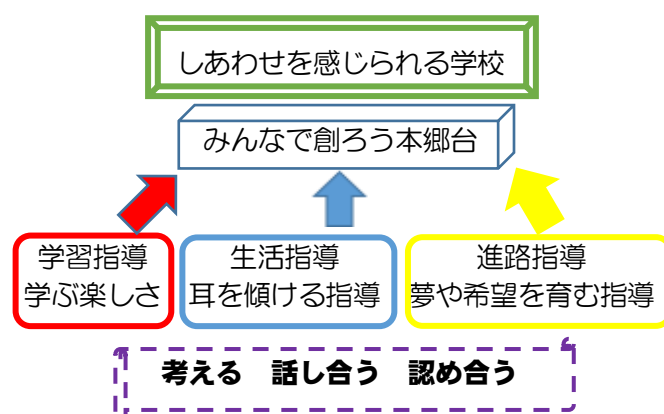 しあわせを感じられる学校
みんなで創ろう本郷台
学習指導
学ぶ楽しさ
生活指導
耳を傾ける指導
進路指導
夢や希望を育む指導
考える　話し合う　認め合う